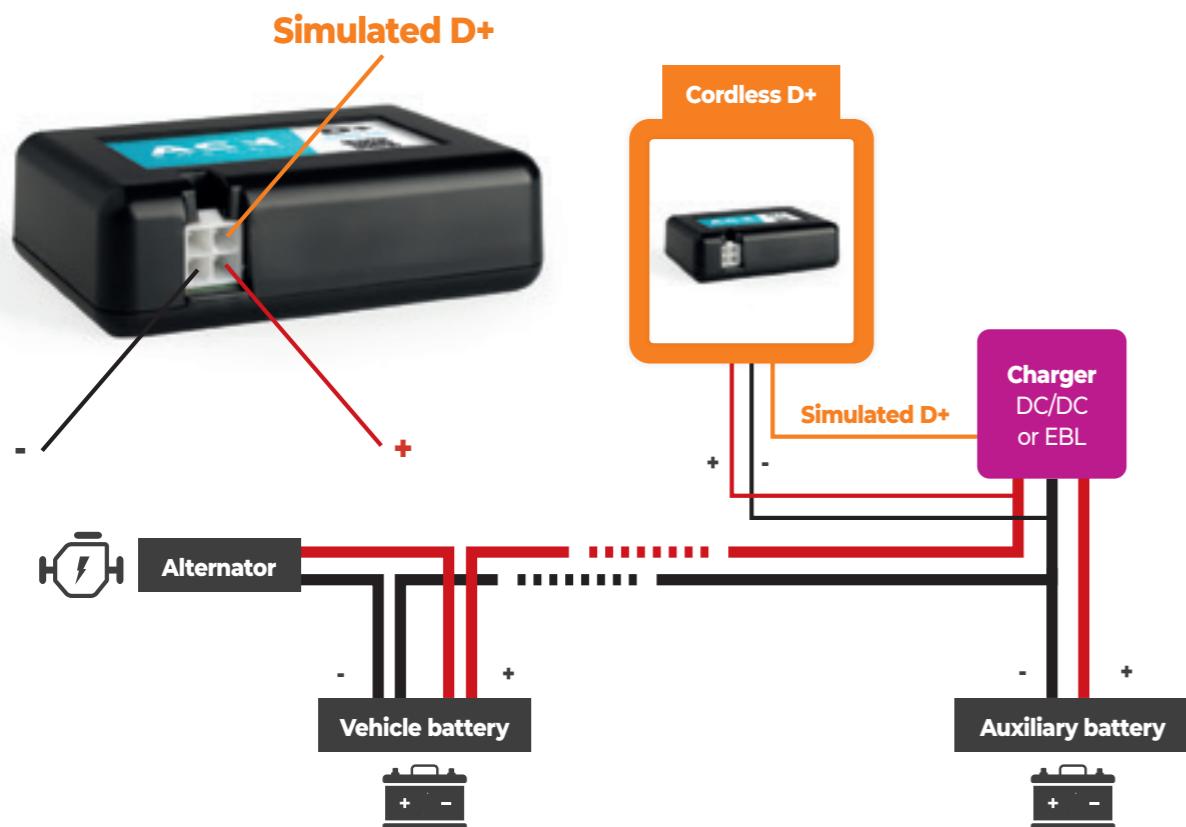 Simulated D+
Cordless D+
D+
Charger
DC/DC
or EBL
Simulated D+
+
-
-
+
Alternator
-
+
-
+
Vehicle battery
Auxiliary battery
+ -
+ -